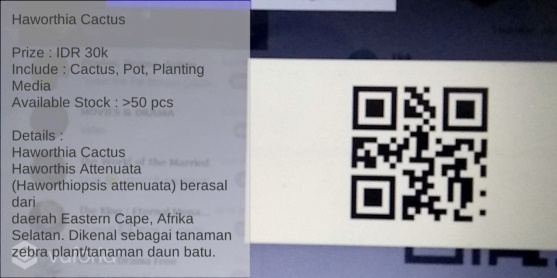 Haworthia Cactus
Prize : IDR 30k
Include : Cactus, Pot, Planting
Media
Available Stock : >50 pcs
Details :
Haworthia Cactus
Haworthis Attenuata
(Haworthiopsis attenuata) berasal
dari
daerah Eastern Cape, Afrika
Selatan. Dikenal sebagai tanaman
zebra plant/tanaman daun batu.